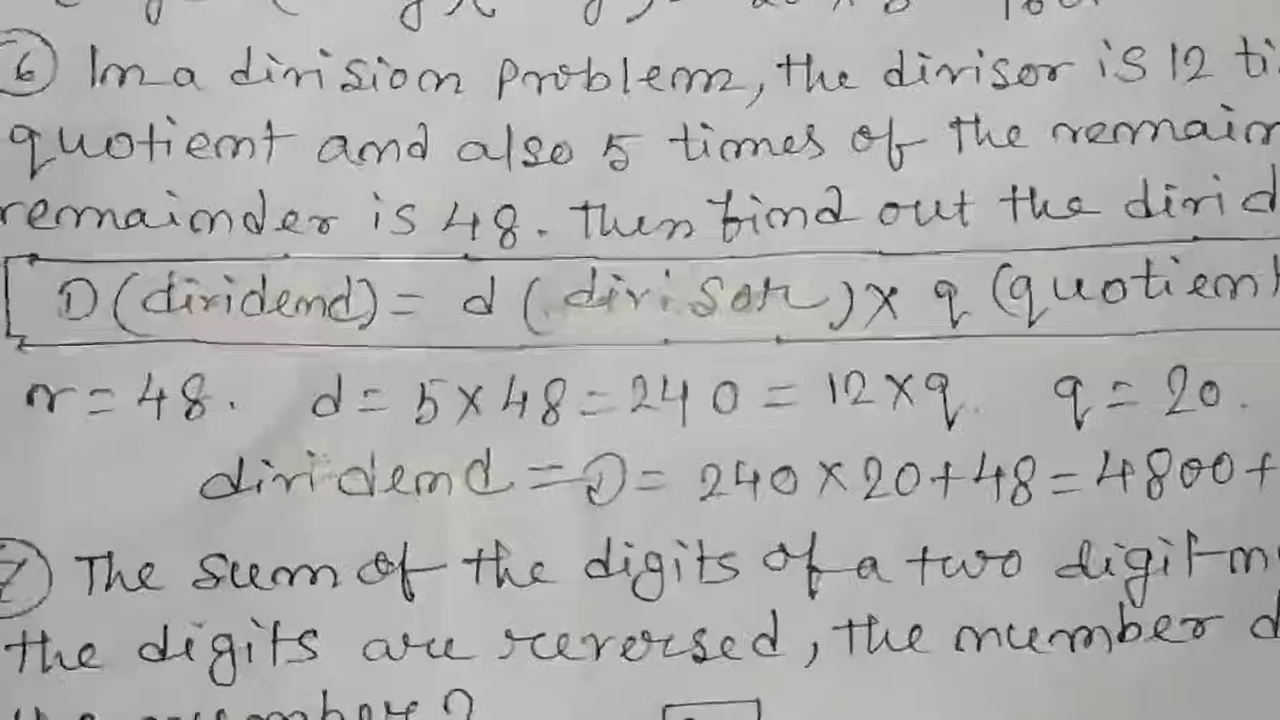 6 In a division problem, the divisor is 12
quotient and also 5 times of the
remainder is 48. Then find out the
D (dividend) = d (divisor) × q (quotient
r = 48. d = 5 × 48 = 240 = 12 × q. q = 20.
dividend = D = 240 × 20 + 48 = 4800 +
7 The sum of the digits of a two digit
the digits are reversed, the number